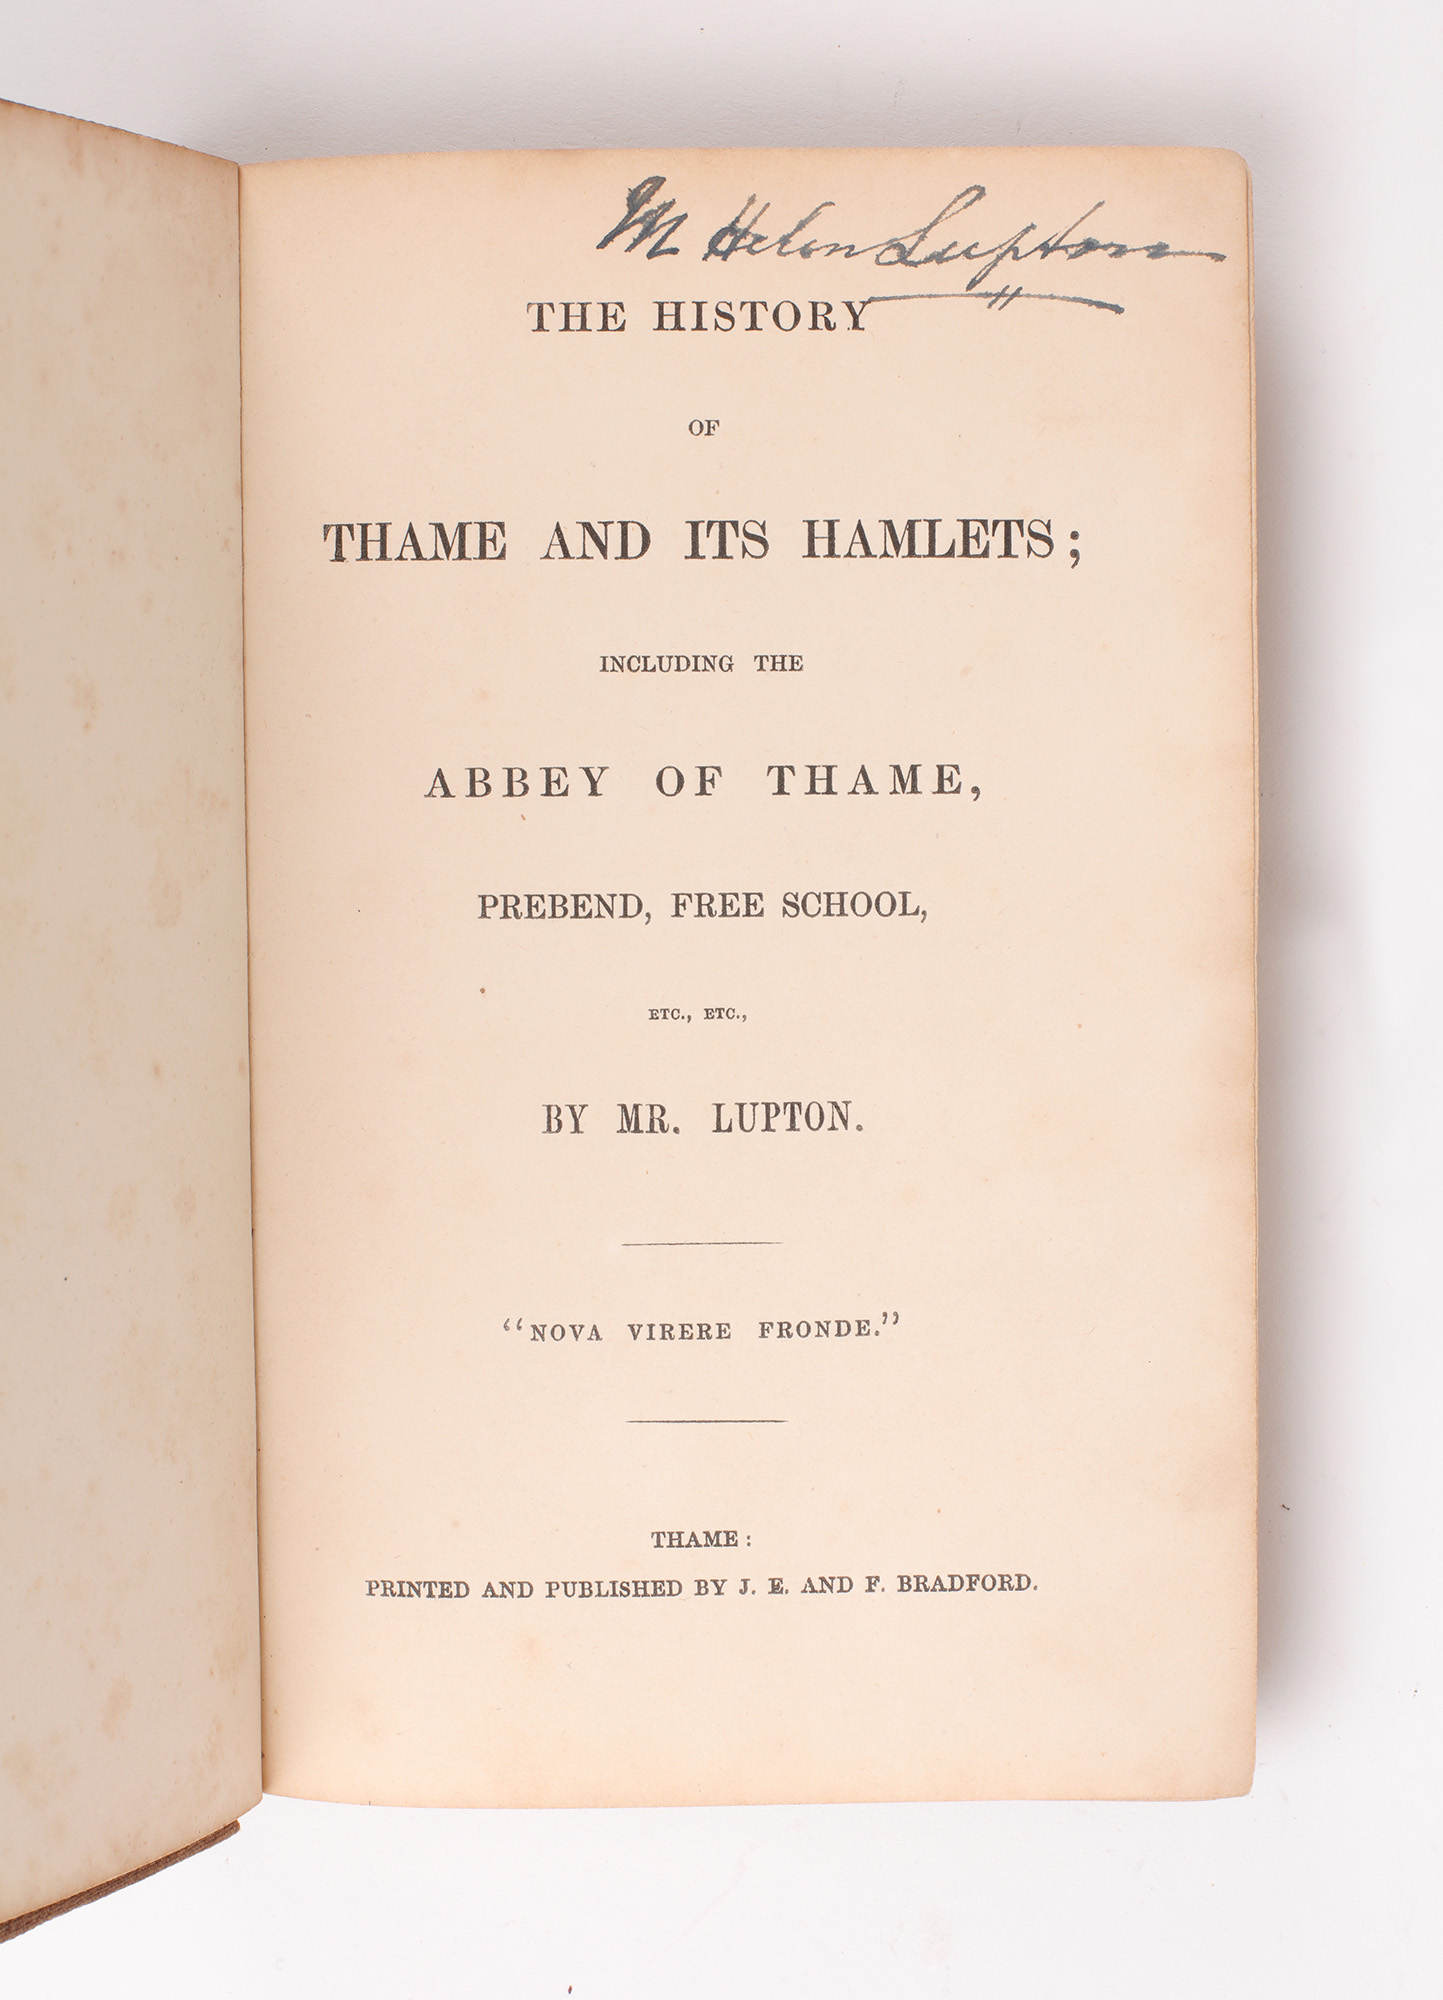 M Helen Lupton
THE HISTORY
OF
THAME AND ITS HAMLETS;
INCLUDING THE
ABBEY OF THAME,
PREBEND, FREE SCHOOL,
ETC., ETC.,
BY MR. LUPTON.
“NOVA VIRERE FRONDE.”
THAME:
PRINTED AND PUBLISHED BY J. E. AND F. BRADFORD.